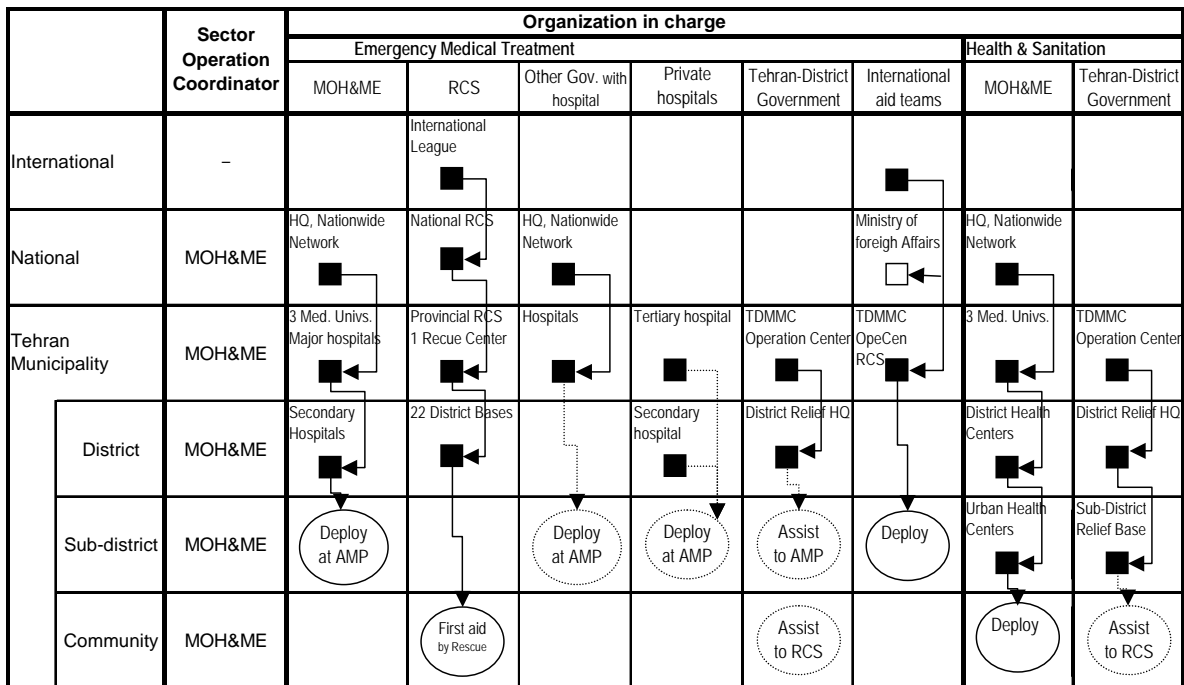 Sector
Operation
Coordinator
Organization in charge
Emergency Medical Treatment
Health & Sanitation
MOH&ME
RCS
Other Gov. with
hospital
Private
hospitals
Tehran-District
Government
International
aid teams
MOH&ME
Tehran-District
Government
International
–
International
League
National
MOH&ME
HQ, Nationwide
Network
National RCS
HQ, Nationwide
Network
Ministry of
foreigh Affairs
HQ, Nationwide
Network
Tehran
Municipality
MOH&ME
3 Med. Univs.
Major hospitals
Provincial RCS
1 Recue Center
Hospitals
Tertiary hospital
TDMMC
Operation Center
TDMMC
OpeCen
RCS
3 Med. Univs.
TDMMC
Operation Center
District
MOH&ME
Secondary
Hospitals
22 District Bases
Secondary
hospital
District Relief HQ
District Health
Centers
District Relief HQ
Sub-district
MOH&ME
Deploy
at AMP
Deploy
at AMP
Deploy
at AMP
Assist
to AMP
Deploy
Urban Health
Centers
Sub-District
Relief Base
Community
MOH&ME
First aid
by Rescue
Assist
to RCS
Deploy
Assist
to RCS